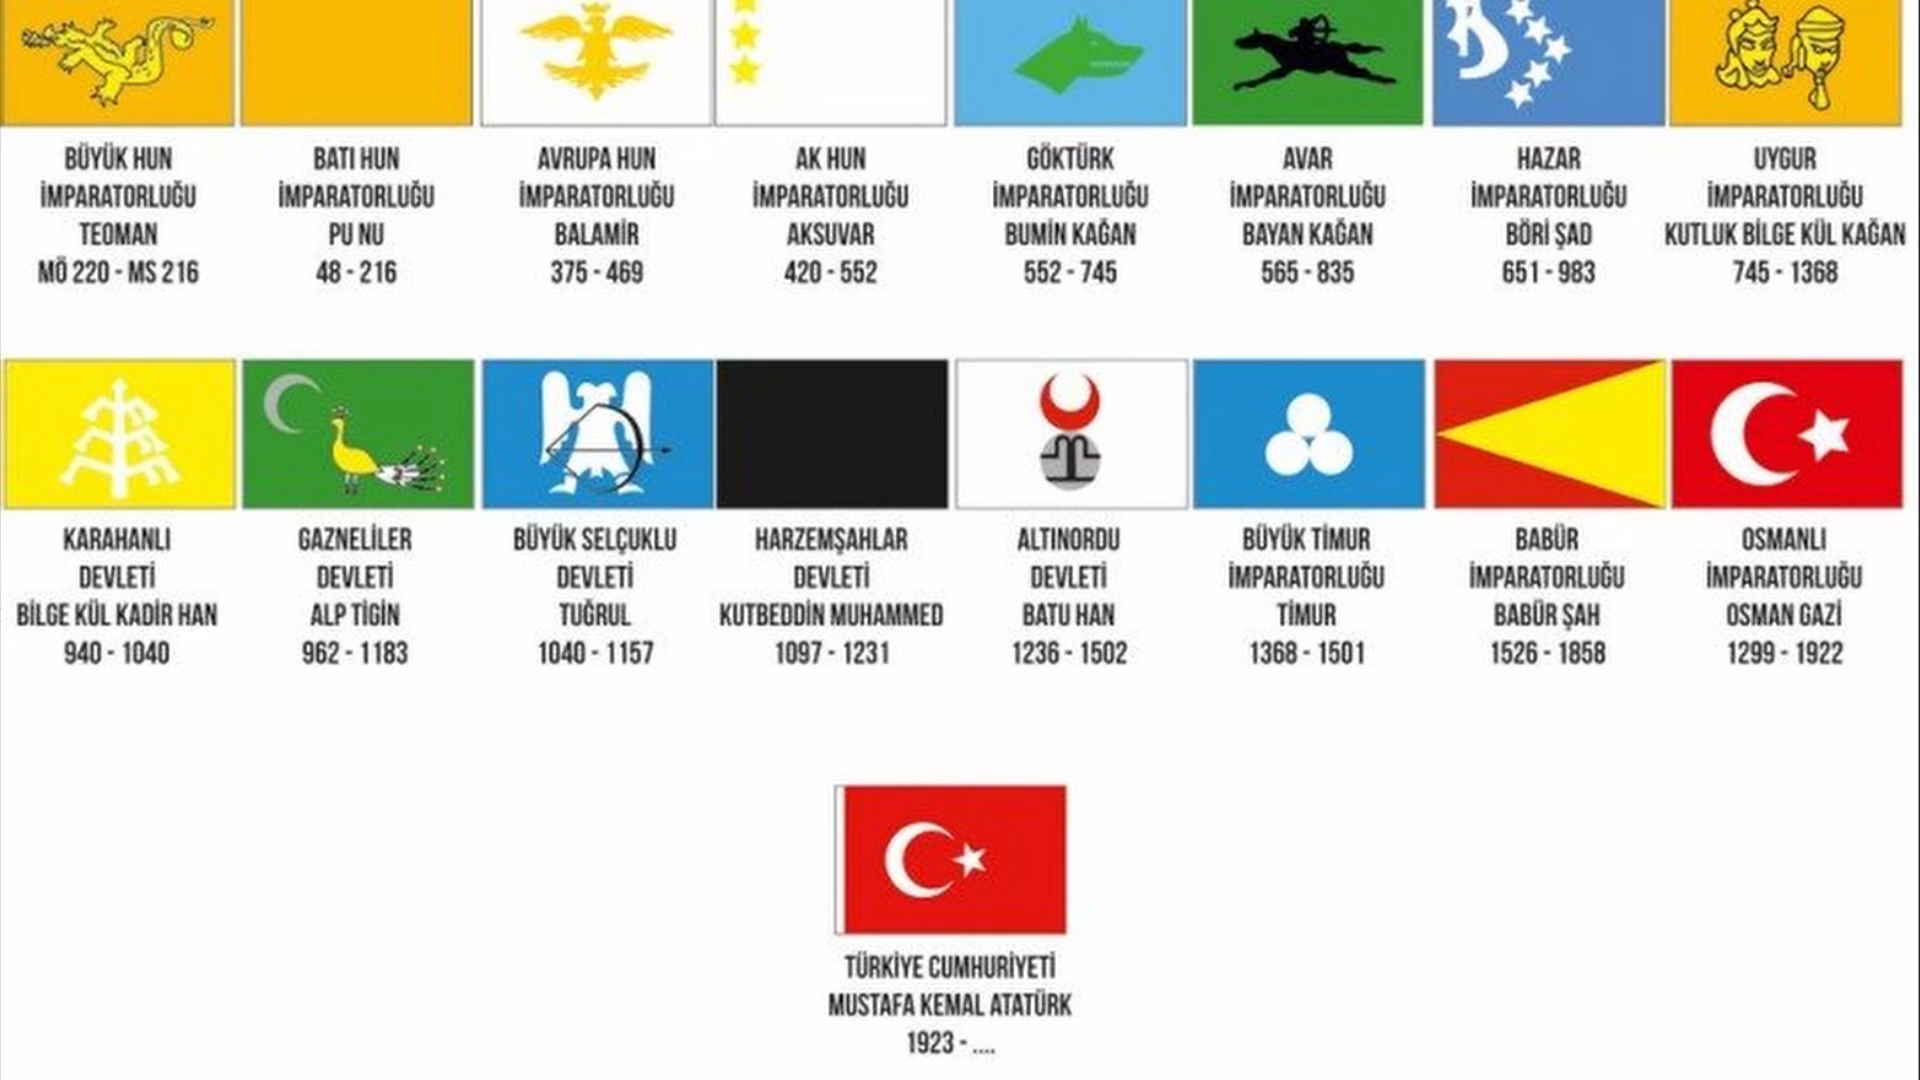 BÜYÜK HUN
İMPARATORLUĞU
TEOMAN
MÖ 220 - MS 216
BATI HUN
İMPARATORLUĞU
PU NU
48 - 216
AVRUPA HUN
İMPARATORLUĞU
BALAMİR
375 - 469
AK HUN
İMPARATORLUĞU
AKSUVAR
420 - 552
GÖKTÜRK
İMPARATORLUĞU
BUMİN KAĞAN
552 - 745
AVAR
İMPARATORLUĞU
BAYAN KAĞAN
565 - 835
HAZAR
İMPARATORLUĞU
BÖRİ ŞAD
651 - 983
UYGUR
İMPARATORLUĞU
KUTLUK BİLGE KÜL KAĞAN
745 - 1368
KARAHANLI
DEVLETİ
BİLGE KÜL KADİR HAN
940 - 1040
GAZNELİLER
DEVLETİ
ALP TİGİN
962 - 1183
BÜYÜK SELÇUKLU
DEVLETİ
TUĞRUL
1040 - 1157
HARZEMŞAHLAR
DEVLETİ
KUTBEDDİN MUHAMMED
1097 - 1231
ALTINORDU
DEVLETİ
BATU HAN
1236 - 1502
BÜYÜK TİMUR
İMPARATORLUĞU
TİMUR
1368 - 1501
BABÜR
İMPARATORLUĞU
BABÜR ŞAH
1526 - 1858
OSMANLI
İMPARATORLUĞU
OSMAN GAZİ
1299 - 1922
TÜRKİYE CUMHURİYETİ
MUSTAFA KEMAL ATATÜRK
1923 - ....